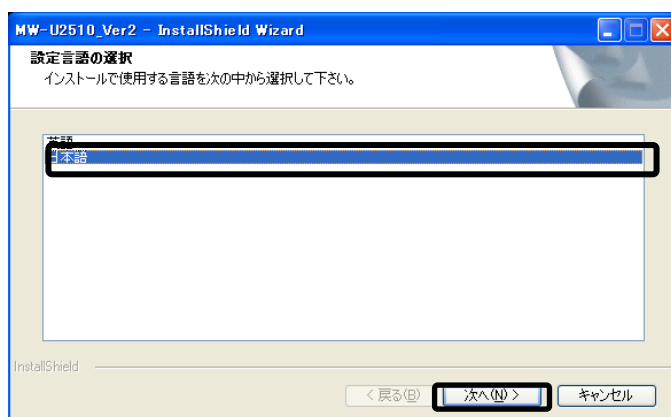 MW-U2510_Ver2 - InstallShield Wizard
設定言語の選択
インストールで使用する言語を次の中から選択して下さい。
英語
日本語
InstallShield
< 戻る(B)
次へ(N) >
キャンセル